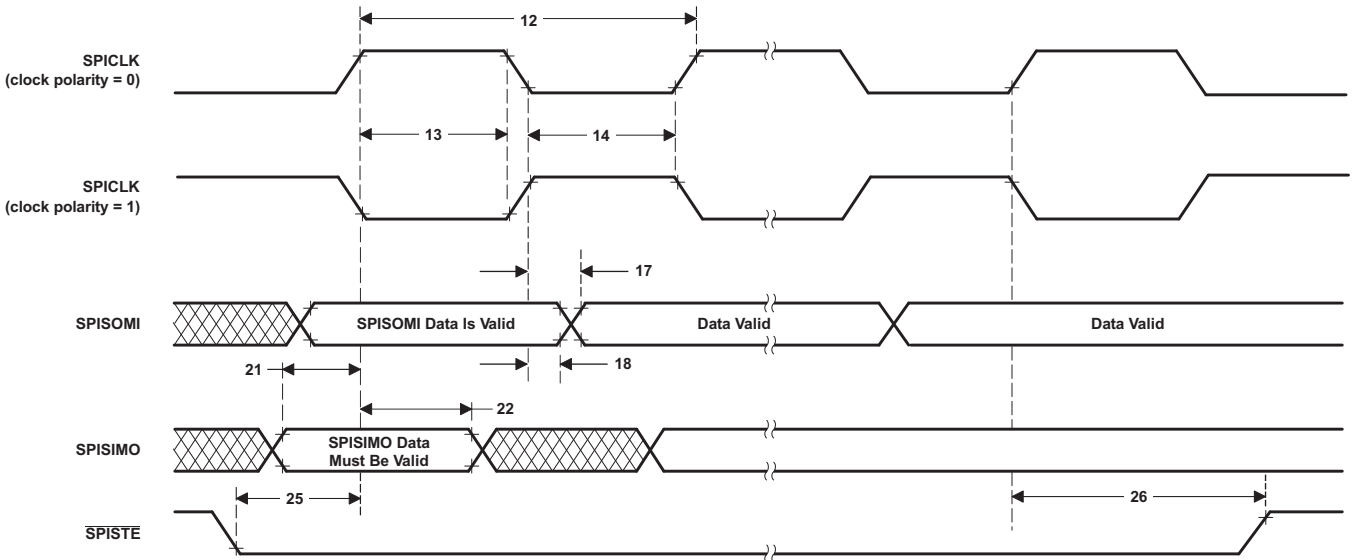 12
SPICLK
(clock polarity = 0)
13
14
SPICLK
(clock polarity = 1)
17
SPISOMI
SPISOMI Data Is Valid
Data Valid
Data Valid
21
18
22
SPISIMO
SPISIMO Data
Must Be Valid
25
26
SPISTE